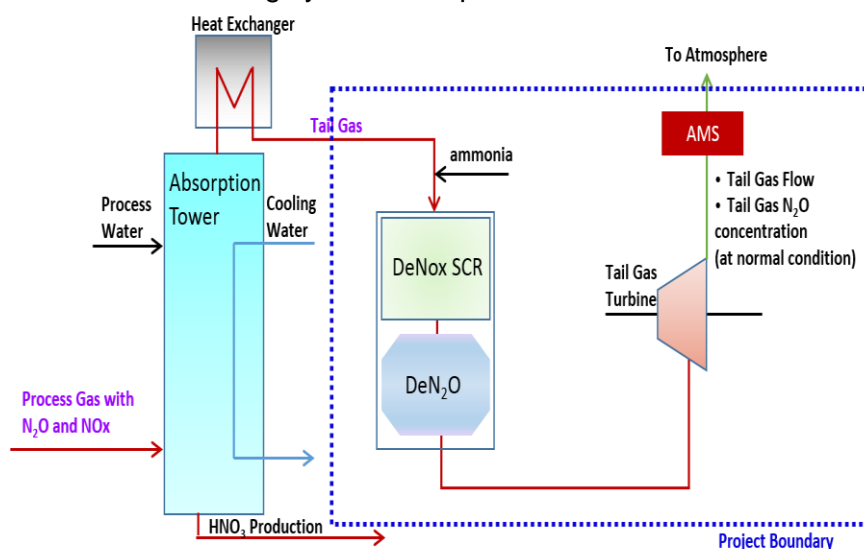 Heat Exchanger
To Atmosphere
Tail Gas
AMS
ammonia
• Tail Gas Flow
• Tail Gas N₂O
concentration
(at normal condition)
Absorption
Tower
Process
Water
Cooling
Water
DeNox SCR
Tail Gas
Turbine
DeN₂O
Process Gas with
N₂O and NOx
HNO₃ Production
Project Boundary